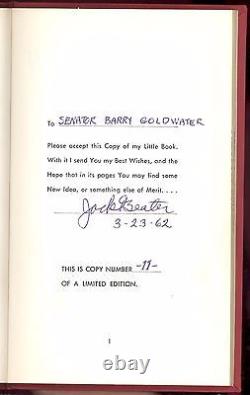 To SENATOR BARRY GOLDWATER
Please accept this Copy of my Little Book.
With it I send You my Best Wishes, and the
Hope that in its pages You may find some
New Idea, or something else of Merit. . . .
Jack Beater
3-23-62
THIS IS COPY NUMBER -11-
OF A LIMITED EDITION.
1